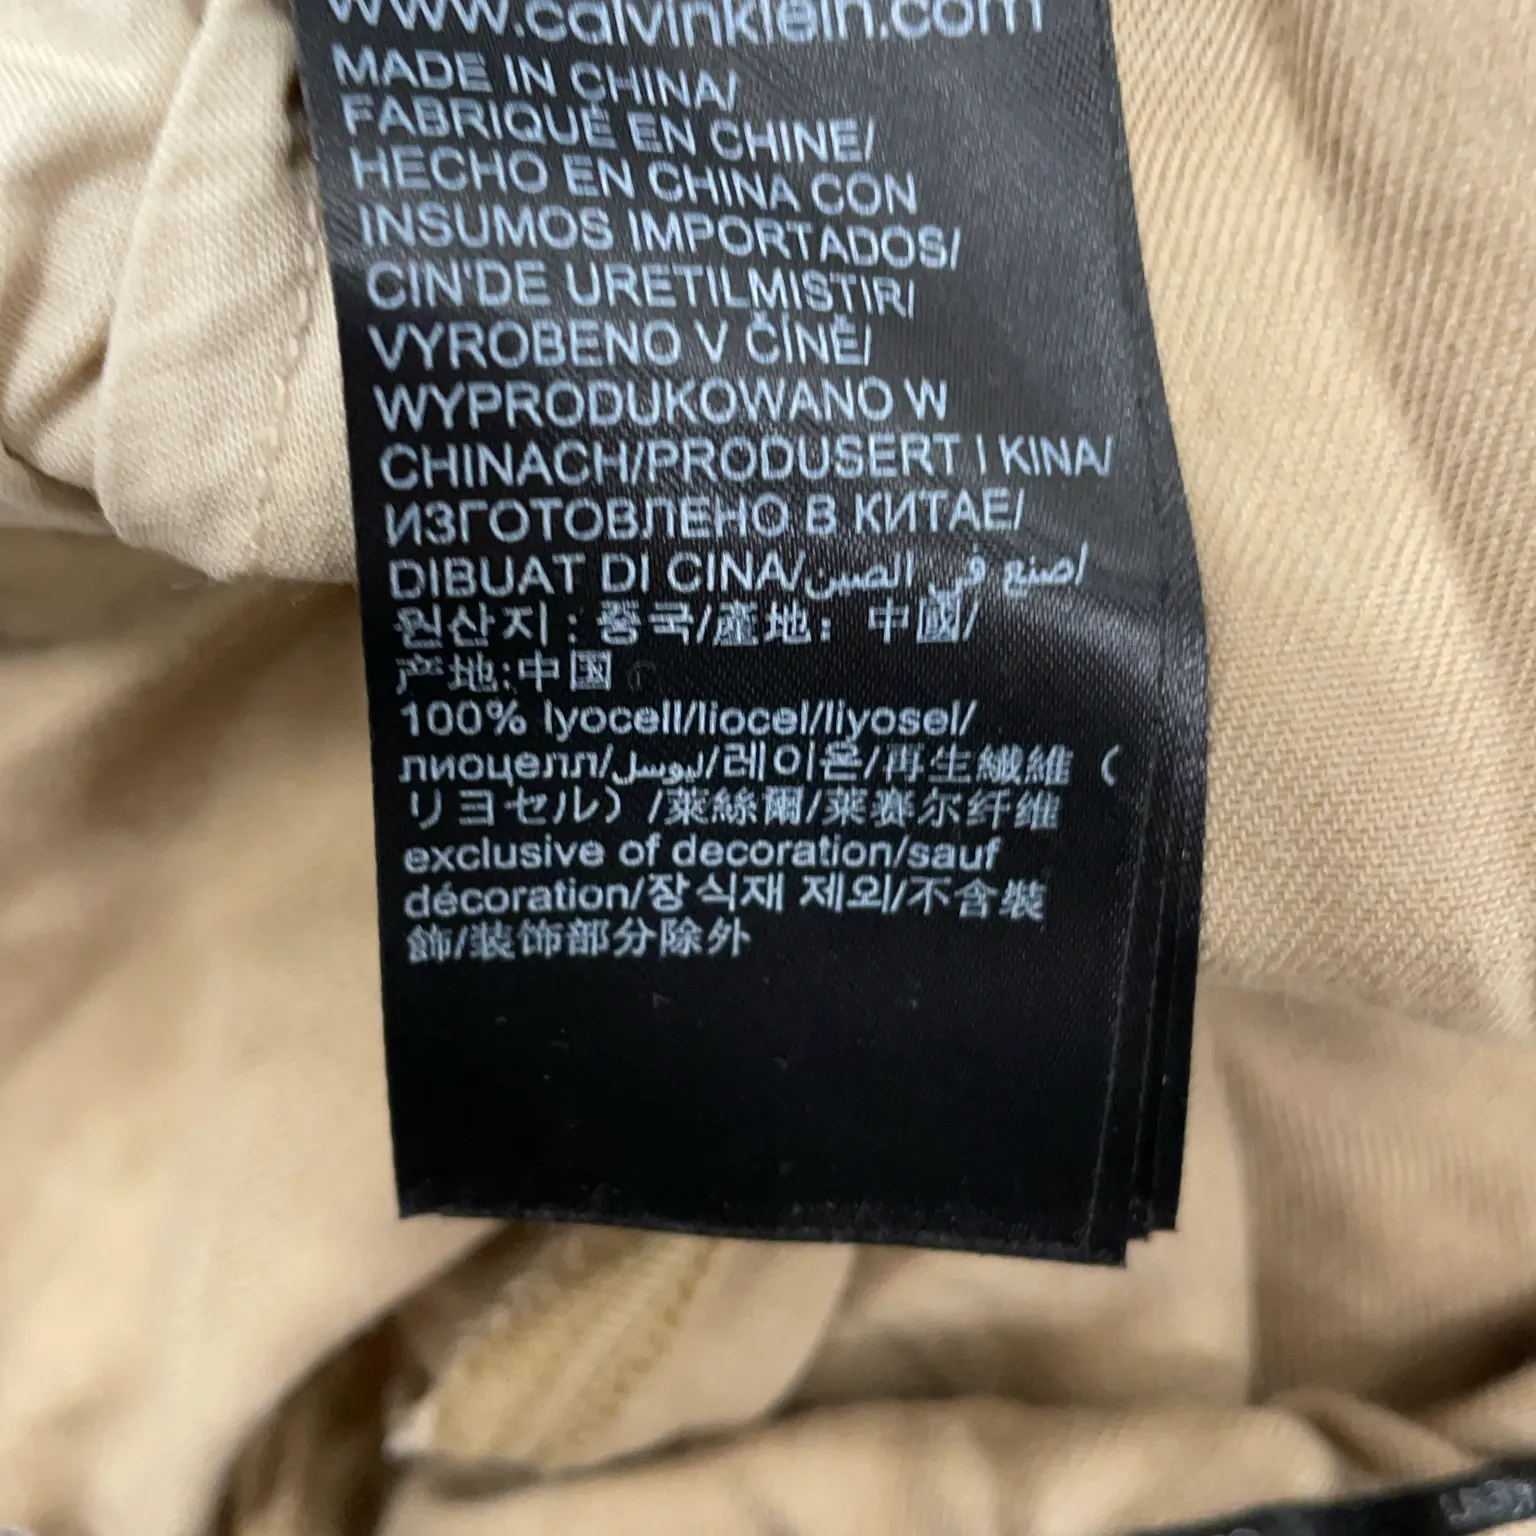 www.calvinklein.com
MADE IN CHINA/
FABRIQUÉ EN CHINE/
HECHO EN CHINA CON
INSUMOS IMPORTADOS/
CIN'DE URETILMISTIR/
VYROBENO V ČÍNĚ/
WYPRODUKOWANO W
CHINACH/PRODUSERT I KINA/
ИЗГОТОВЛЕНО В КИТАЕ/
DIBUAT DI CINA/صنع في الصين/
원산지 : 중국/產地： 中國/
产地:中国
100% lyocell/liocel/liyosel/
лиоцелл/ليوسل/레이온/再生繊維（
リヨセル）/萊絲爾/莱赛尔纤维
exclusive of decoration/sauf
décoration/장식재 제외/不含裝
飾/装饰部分除外